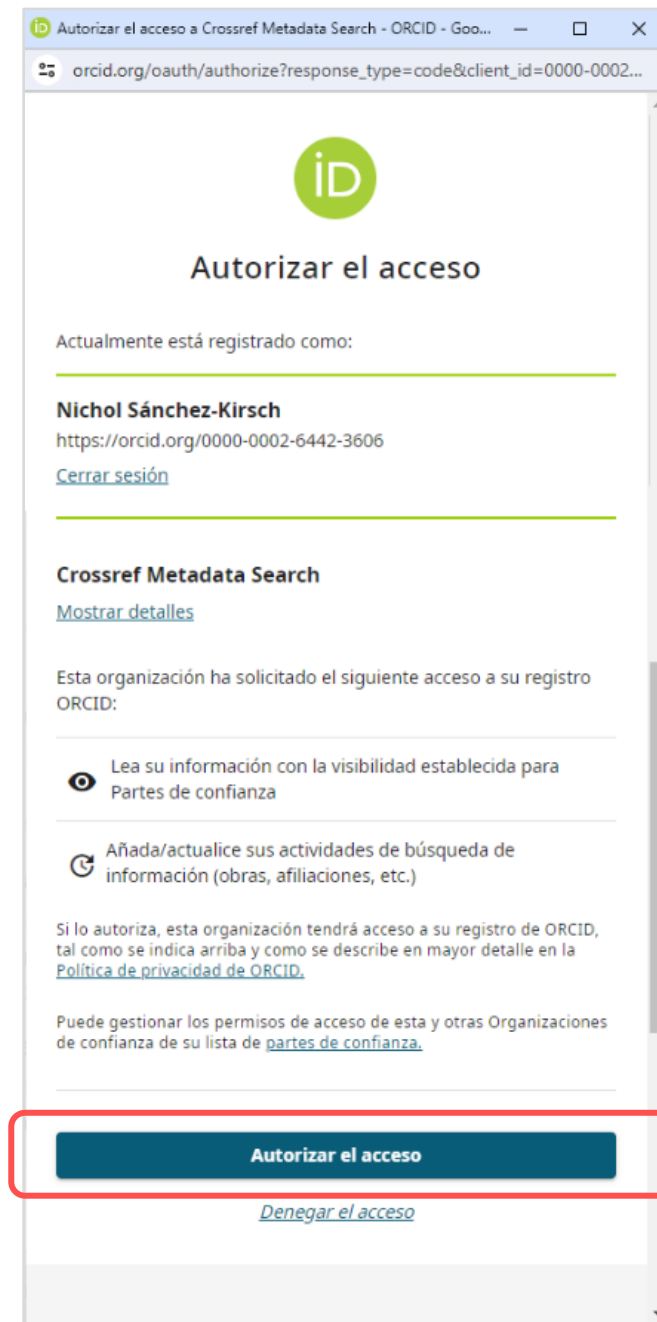 Autorizar el acceso a Crossref Metadata Search - ORCID - Goo...
orcid.org/oauth/authorize?response_type=code&client_id=0000-0002...
iD
Autorizar el acceso
Actualmente está registrado como:
Nichol Sánchez-Kirsch
https://orcid.org/0000-0002-6442-3606
Cerrar sesión
Crossref Metadata Search
Mostrar detalles
Esta organización ha solicitado el siguiente acceso a su registro
ORCID:
Lea su información con la visibilidad establecida para
Partes de confianza
Añada/actualice sus actividades de búsqueda de
información (obras, afiliaciones, etc.)
Si lo autoriza, esta organización tendrá acceso a su registro de ORCID,
tal como se indica arriba y como se describe en mayor detalle en la
Política de privacidad de ORCID.
Puede gestionar los permisos de acceso de esta y otras Organizaciones
de confianza de su lista de partes de confianza.
Autorizar el acceso
Denegar el acceso